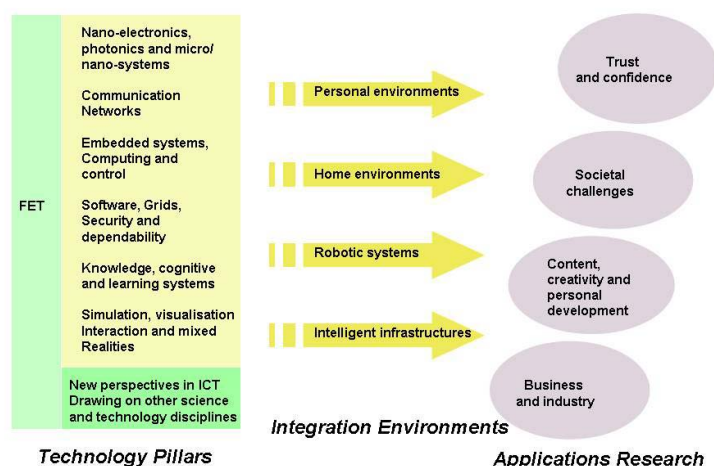 FET
Nano-electronics,
photonics and micro/
nano-systems
Communication
Networks
Embedded systems,
Computing and
control
Software, Grids,
Security and
dependability
Knowledge, cognitive
and learning systems
Simulation, visualisation
Interaction and mixed
Realities
New perspectives in ICT
Drawing on other science
and technology disciplines
Technology Pillars
Personal environments
Home environments
Robotic systems
Intelligent infrastructures
Integration Environments
Trust
and confidence
Societal
challenges
Content,
creativity and
personal
development
Business
and industry
Applications Research